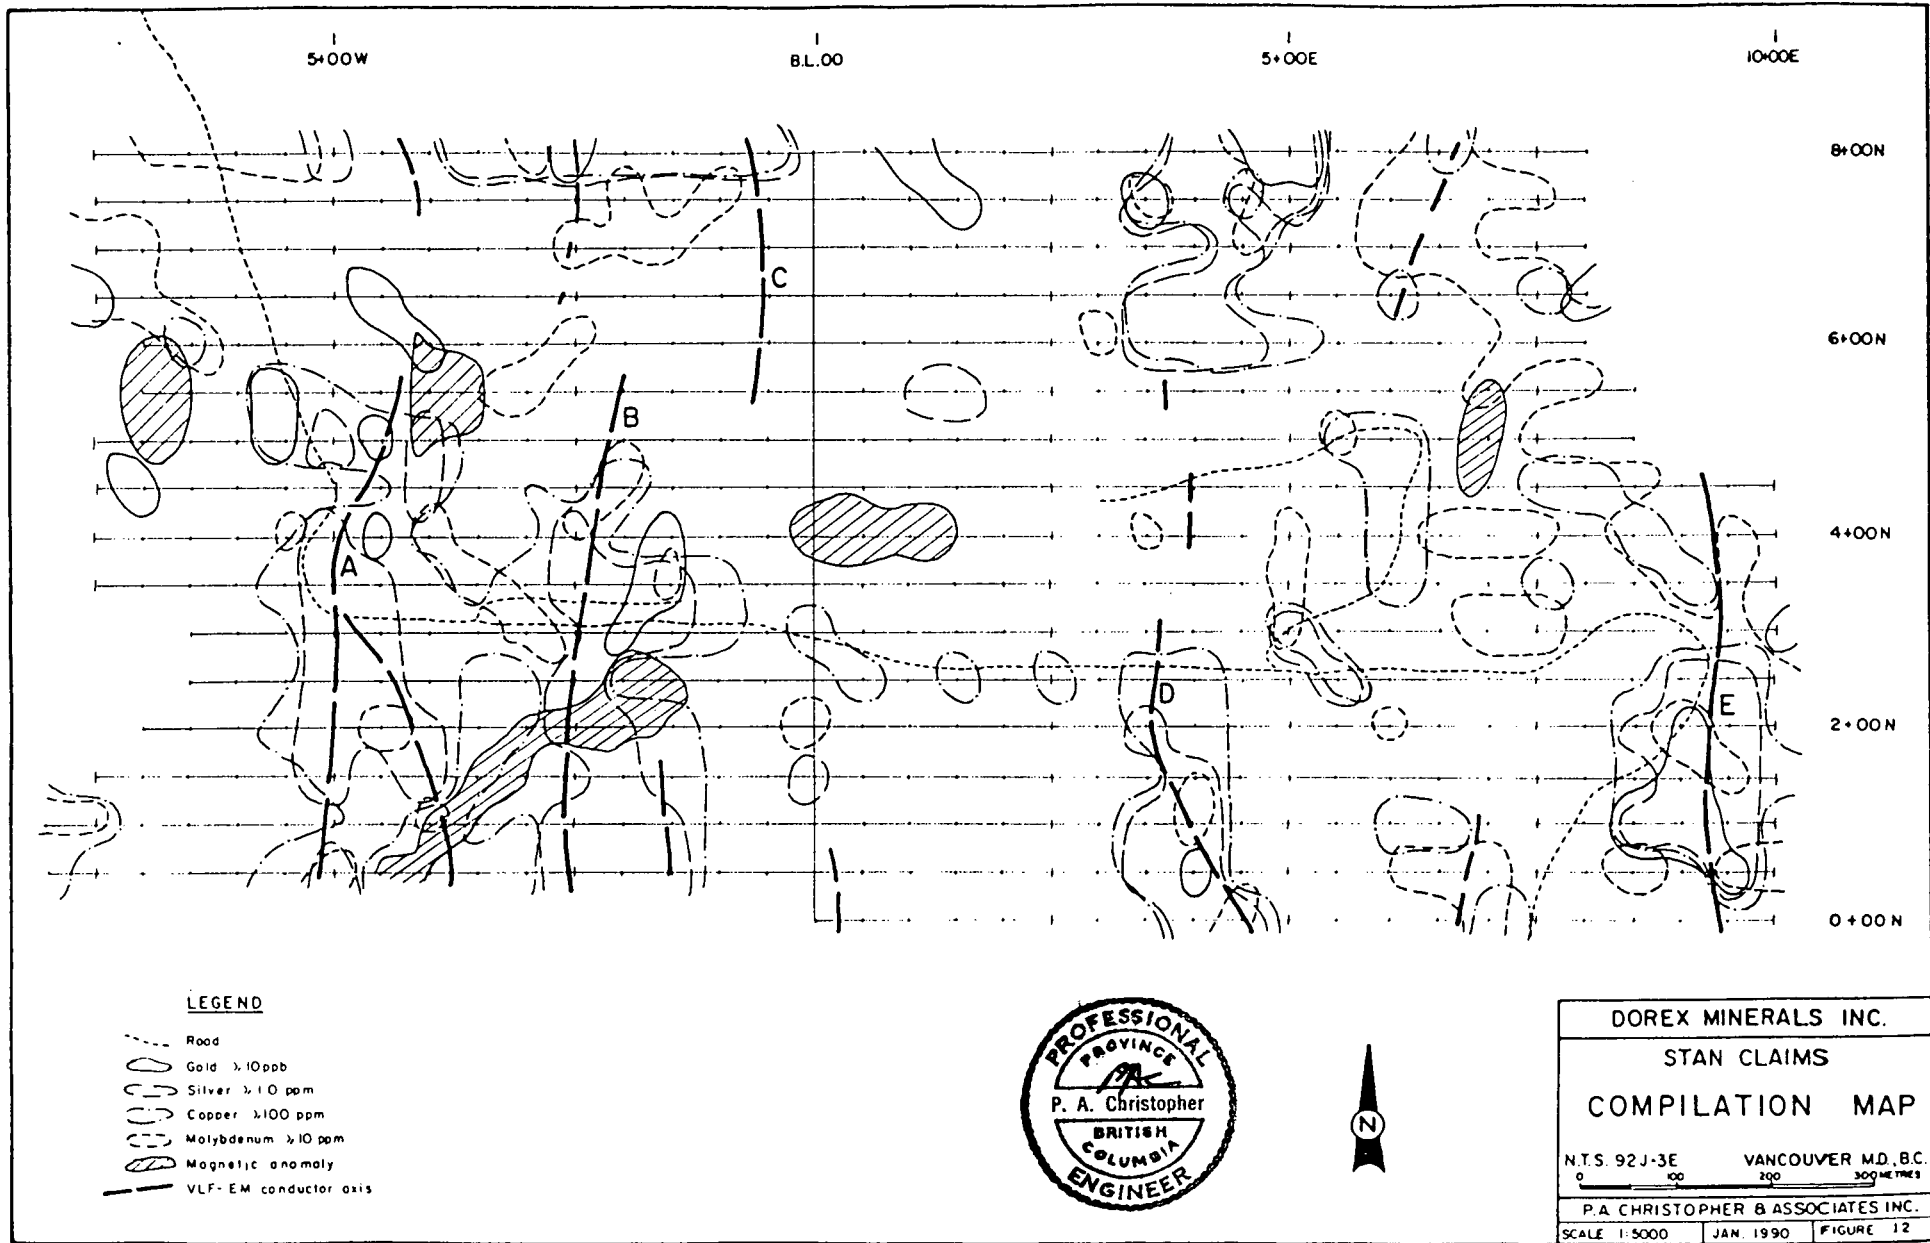 5+00W
B.L.00
5+00E
10+00E
8+00N
C
6+00N
B
4+00N
A
D
E
2+00N
0+00N
LEGEND
Road
Gold ⩾ 10ppb
Silver ⩾ 1.0 ppm
Copper ⩾100 ppm
Molybdenum ⩾ 10 ppm
Magnetic anomaly
VLF-EM conductor axis
PROFESSIONAL
PROVINCE
P. A. Christopher
BRITISH
COLUMBIA
ENGINEER
N
DOREX MINERALS INC.
STAN CLAIMS
COMPILATION MAP
N.T.S. 92J-3E VANCOUVER M.D., B.C.
0 100 200 300 METRES
P.A. CHRISTOPHER & ASSOCIATES INC.
SCALE 1:5000 JAN. 1990 FIGURE 12